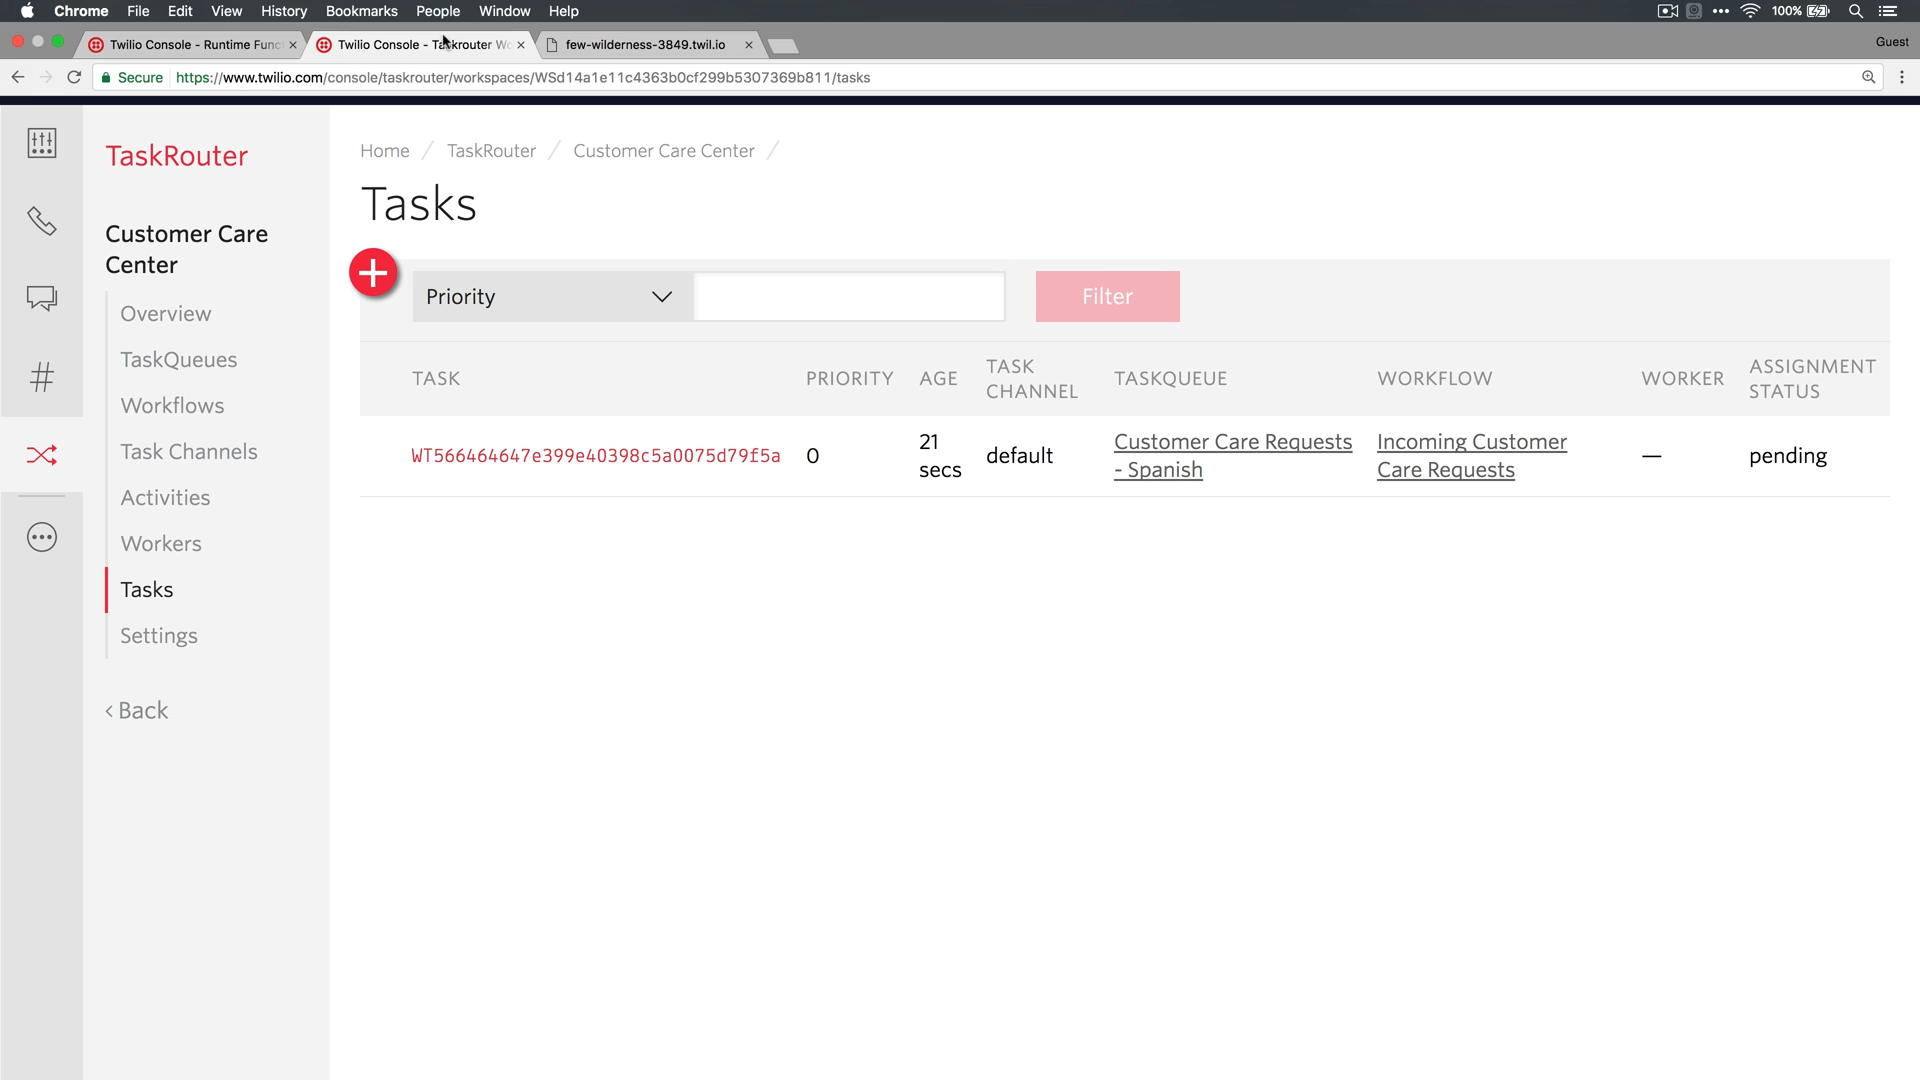 Chrome File Edit View History Bookmarks People Window Help 100%
Twilio Console - Runtime Func Twilio Console - Taskrouter Wo few-wilderness-3849.twil.io Guest
Secure https://www.twilio.com/console/taskrouter/workspaces/WSd14a1e11c4363b0cf299b5307369b811/tasks
TaskRouter
Customer Care
Center
Overview
TaskQueues
Workflows
Task Channels
Activities
Workers
Tasks
Settings
< Back
Home / TaskRouter / Customer Care Center /
Tasks
Priority Filter
TASK PRIORITY AGE TASK CHANNEL TASKQUEUE WORKFLOW WORKER ASSIGNMENT STATUS
WT566464647e399e40398c5a0075d79f5a 0 21 secs default Customer Care Requests - Spanish Incoming Customer Care Requests — pending